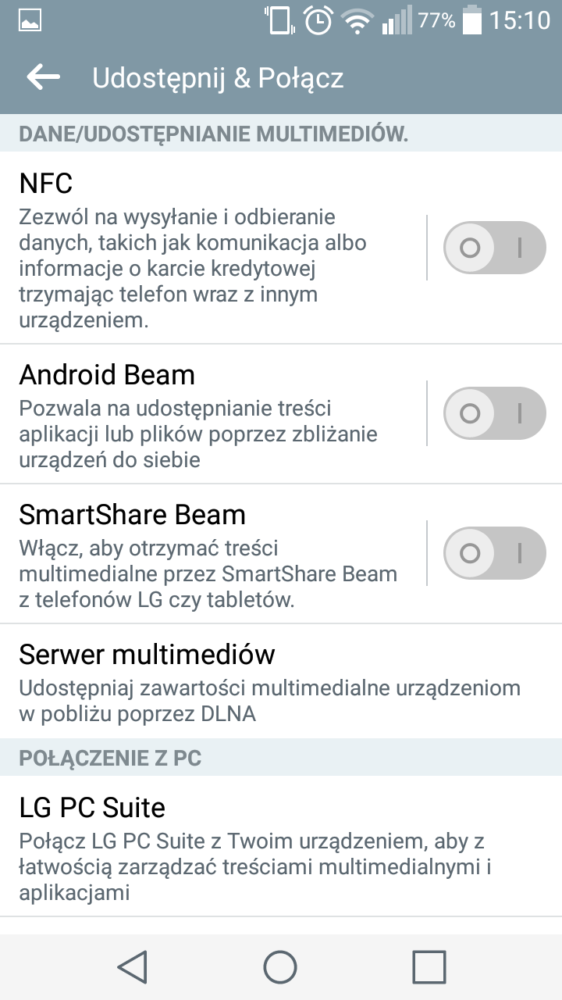 77% 15:10
Udostępnij & Połącz
DANE/UDOSTĘPNIANIE MULTIMEDIÓW.
NFC
Zezwól na wysyłanie i odbieranie
danych, takich jak komunikacja albo
informacje o karcie kredytowej
trzymając telefon wraz z innym
urządzeniem.
Android Beam
Pozwala na udostępnianie treści
aplikacji lub plików poprzez zbliżanie
urządzeń do siebie
SmartShare Beam
Włącz, aby otrzymać treści
multimedialne przez SmartShare Beam
z telefonów LG czy tabletów.
Serwer multimediów
Udostępniaj zawartości multimedialne urządzeniom
w pobliżu poprzez DLNA
POŁĄCZENIE Z PC
LG PC Suite
Połącz LG PC Suite z Twoim urządzeniem, aby z
łatwością zarządzać treściami multimedialnymi i
aplikacjami